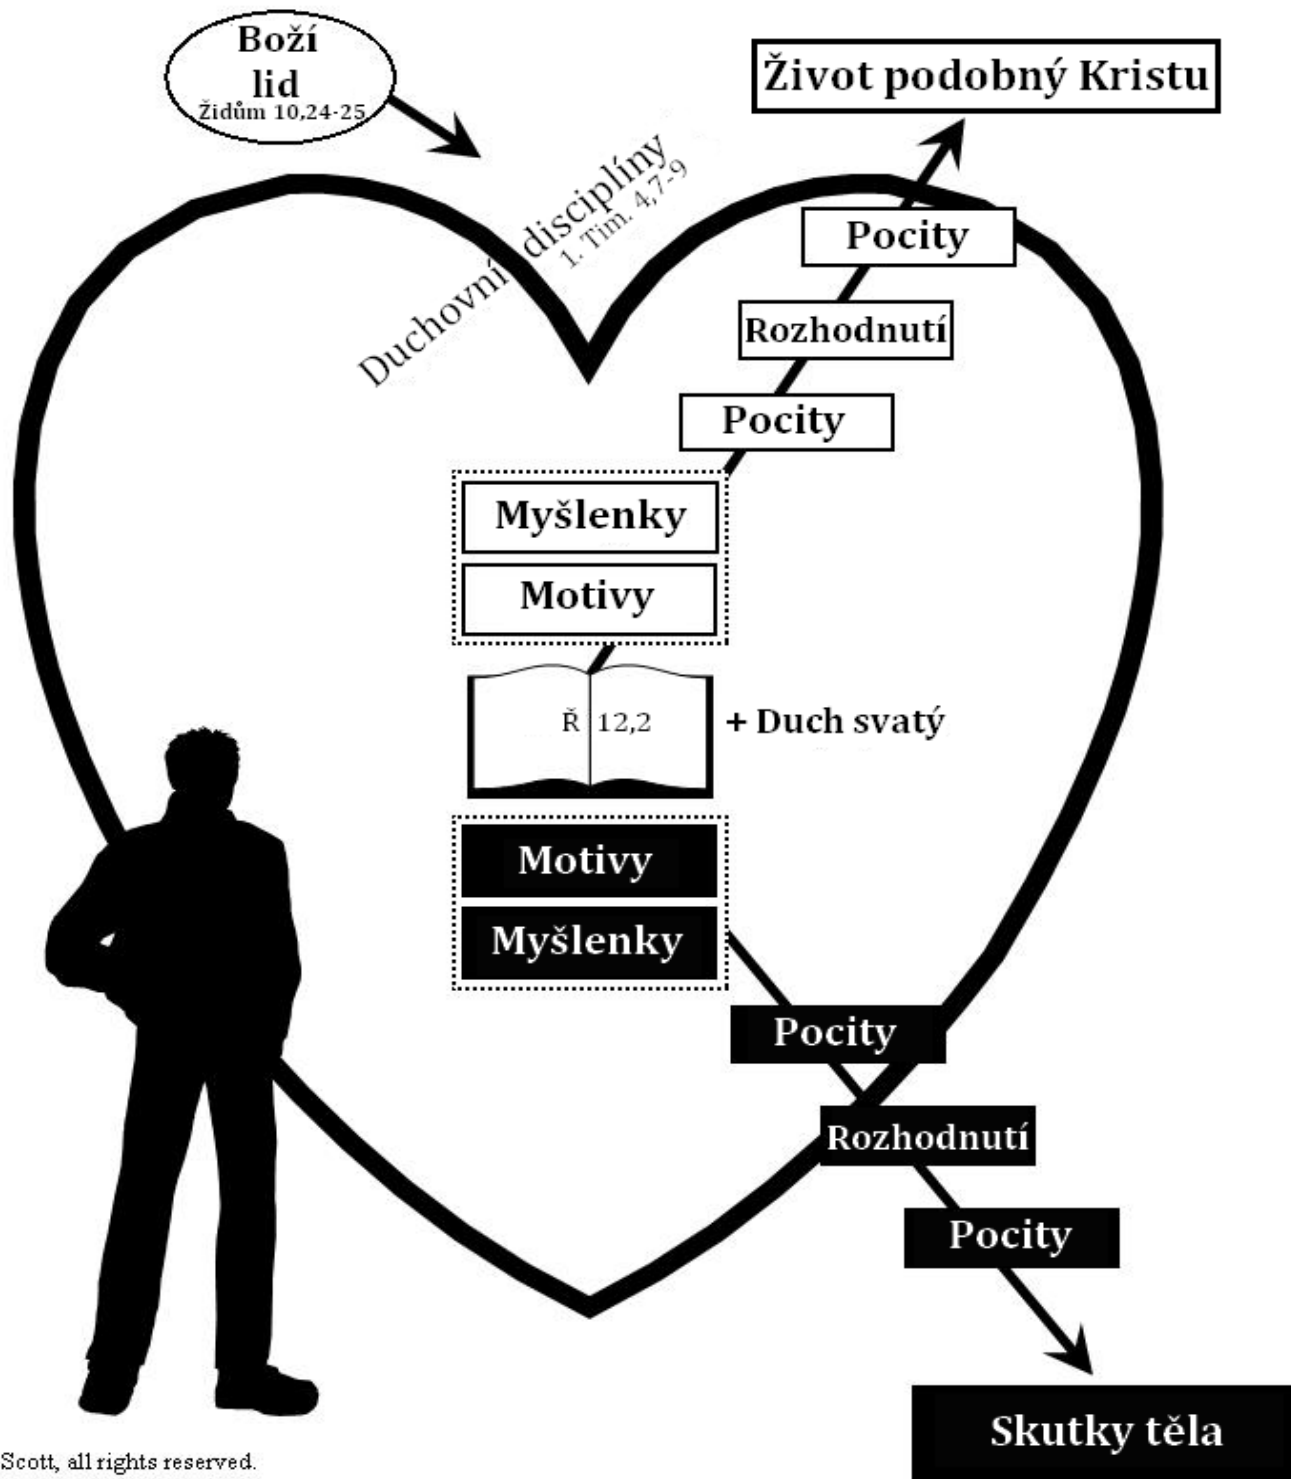 Boží
lid
Židům 10,24-25
Život podobný Kristu
Duchovní disciplíny
1. Tim. 4,7-9
Pocity
Rozhodnutí
Pocity
Myšlenky
Motivy
Ř 12,2
+ Duch svatý
Motivy
Myšlenky
Pocity
Rozhodnutí
Pocity
Skutky těla
Scott, all rights reserved.